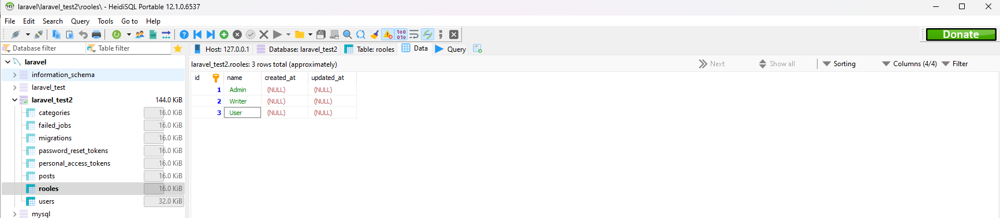 laravel\laravel_test2\rooles\ - HeidiSQL Portable 12.1.0.6537
File Edit Search Query Tools Go to Help
Donate
Database filter Table filter
Host: 127.0.0.1 Database: laravel_test2 Table: rooles Data Query
laravel
information_schema
laravel_test
laravel_test2 144.0 KiB
categories 16.0 KiB
failed_jobs 16.0 KiB
migrations 16.0 KiB
password_reset_tokens 16.0 KiB
personal_access_tokens 16.0 KiB
posts 16.0 KiB
rooles 16.0 KiB
users 32.0 KiB
mysql
laravel_test2.rooles: 3 rows total (approximately) Next Show all Sorting Columns (4/4) Filter
id name created_at updated_at
1 Admin (NULL) (NULL)
2 Writer (NULL) (NULL)
3 User (NULL) (NULL)